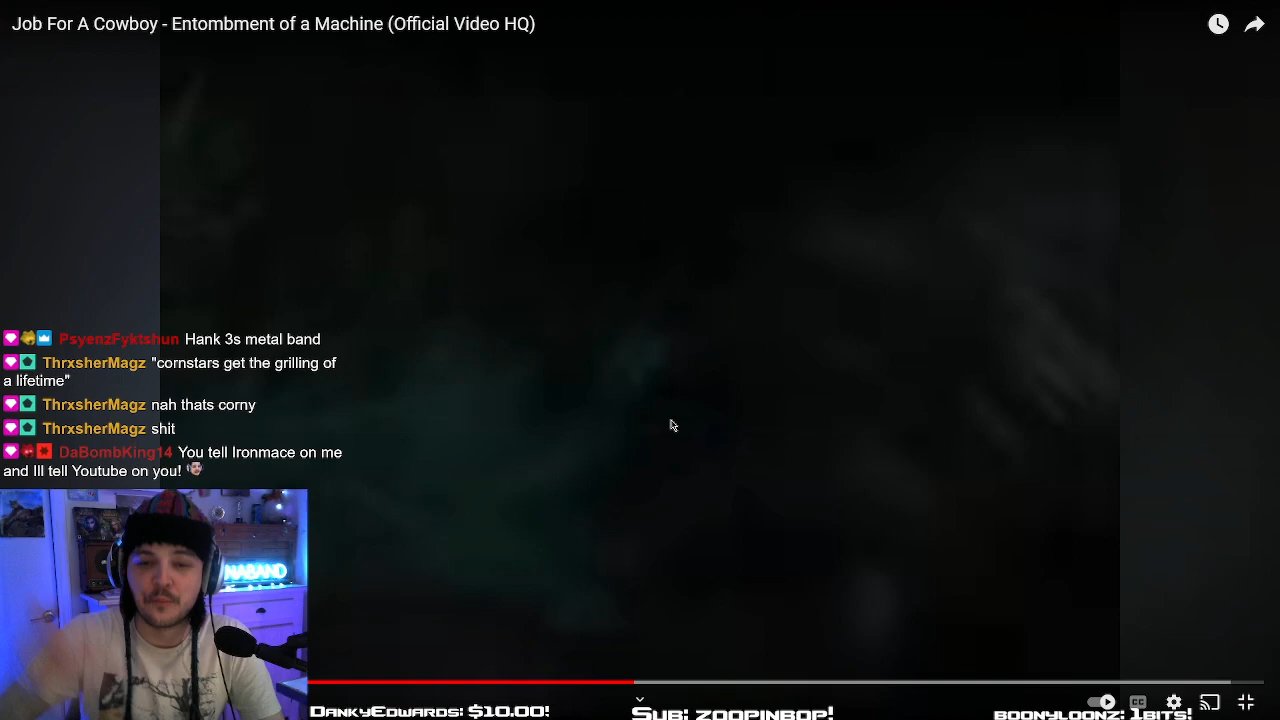 Job For A Cowboy - Entombment of a Machine (Official Video HQ)
PsyenzFyktshun Hank 3s metal band
ThrxsherMagz "cornstars get the grilling of
a lifetime"
ThrxsherMagz nah thats corny
ThrxsherMagz shit
DaBombKing14 You tell Ironmace on me
and Ill tell Youtube on you!
NABAND
CC
DankyEdwards: $10.00!
Sub: zoopinbop!
boonyloonz: 1bits!